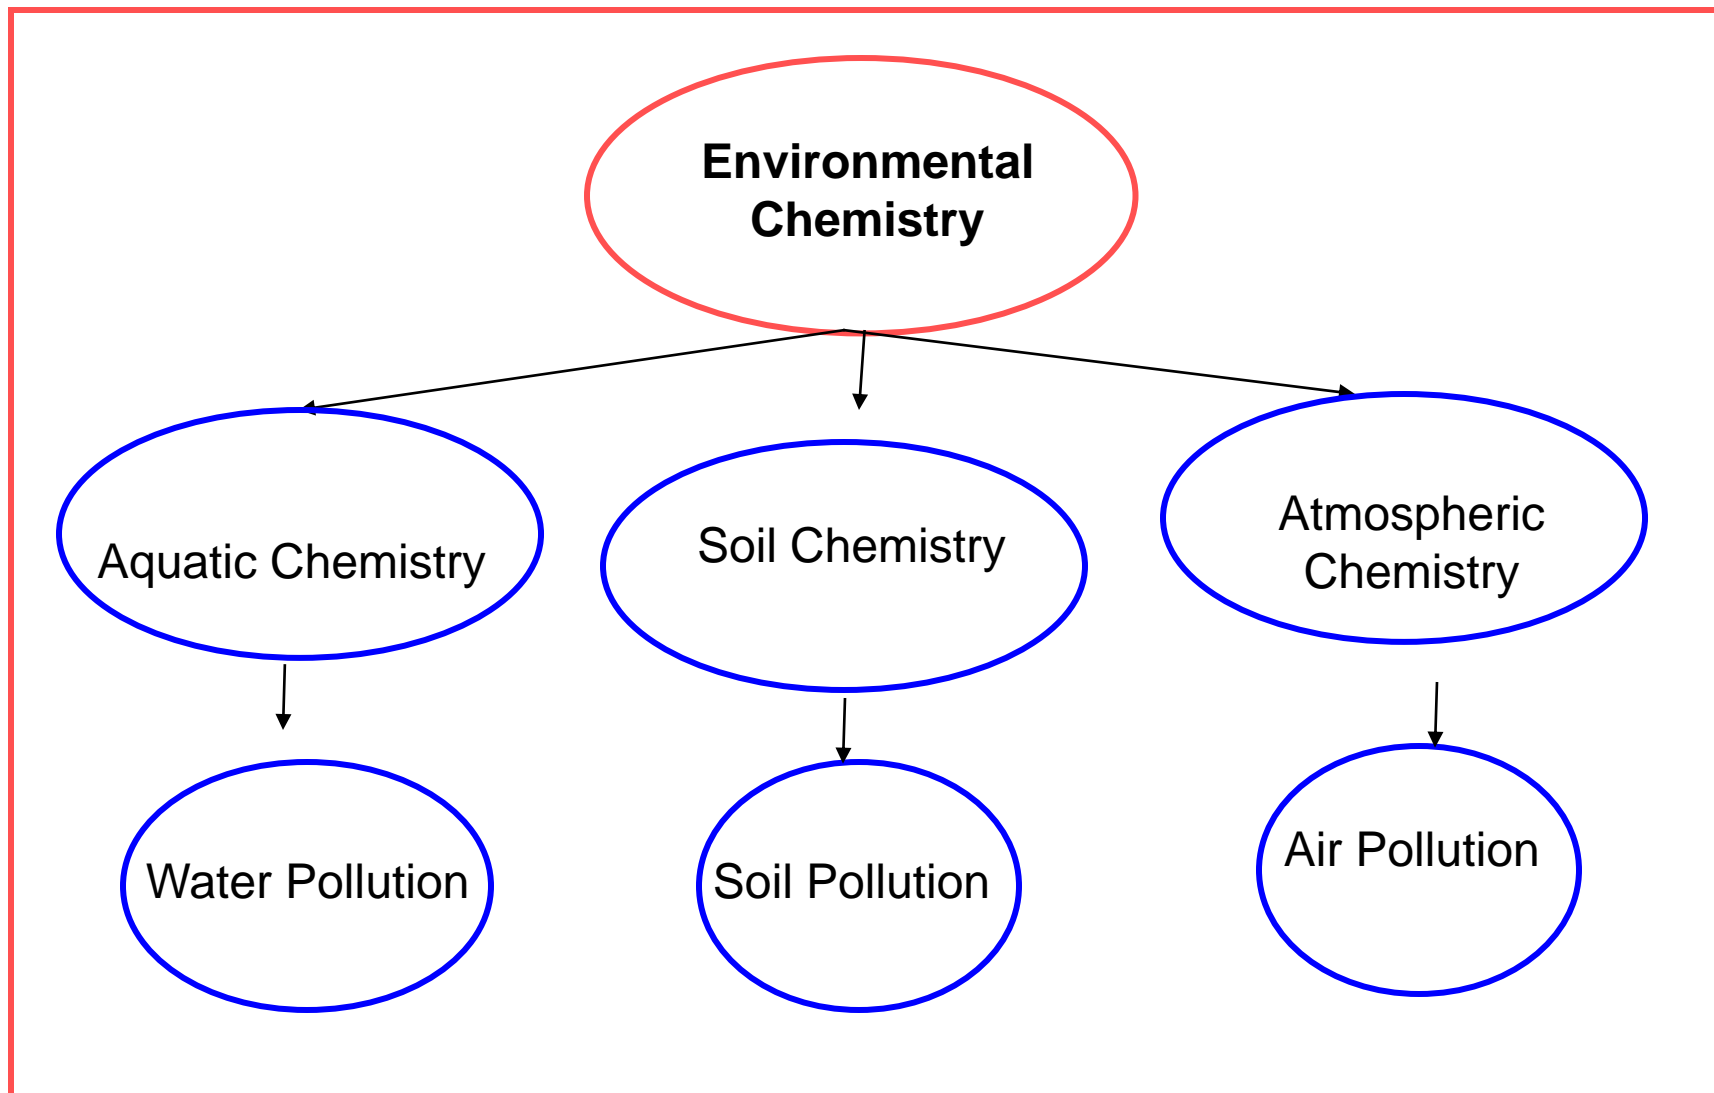 Environmental
Chemistry
Aquatic Chemistry
Soil Chemistry
Atmospheric
Chemistry
Water Pollution
Soil Pollution
Air Pollution